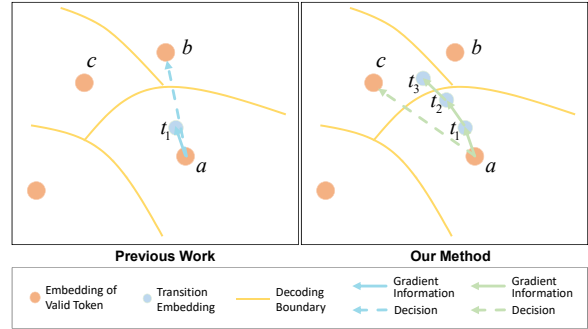 b
c
t1
a
b
c
t3
t2
t1
a
Previous Work
Our Method
Embedding of
Valid Token
Transition
Embedding
Decoding
Boundary
Gradient
Information
Decision
Gradient
Information
Decision